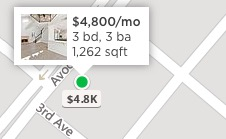 $4,800/mo
3 bd, 3 ba
1,262 sqft
$4.8K
3rd Ave